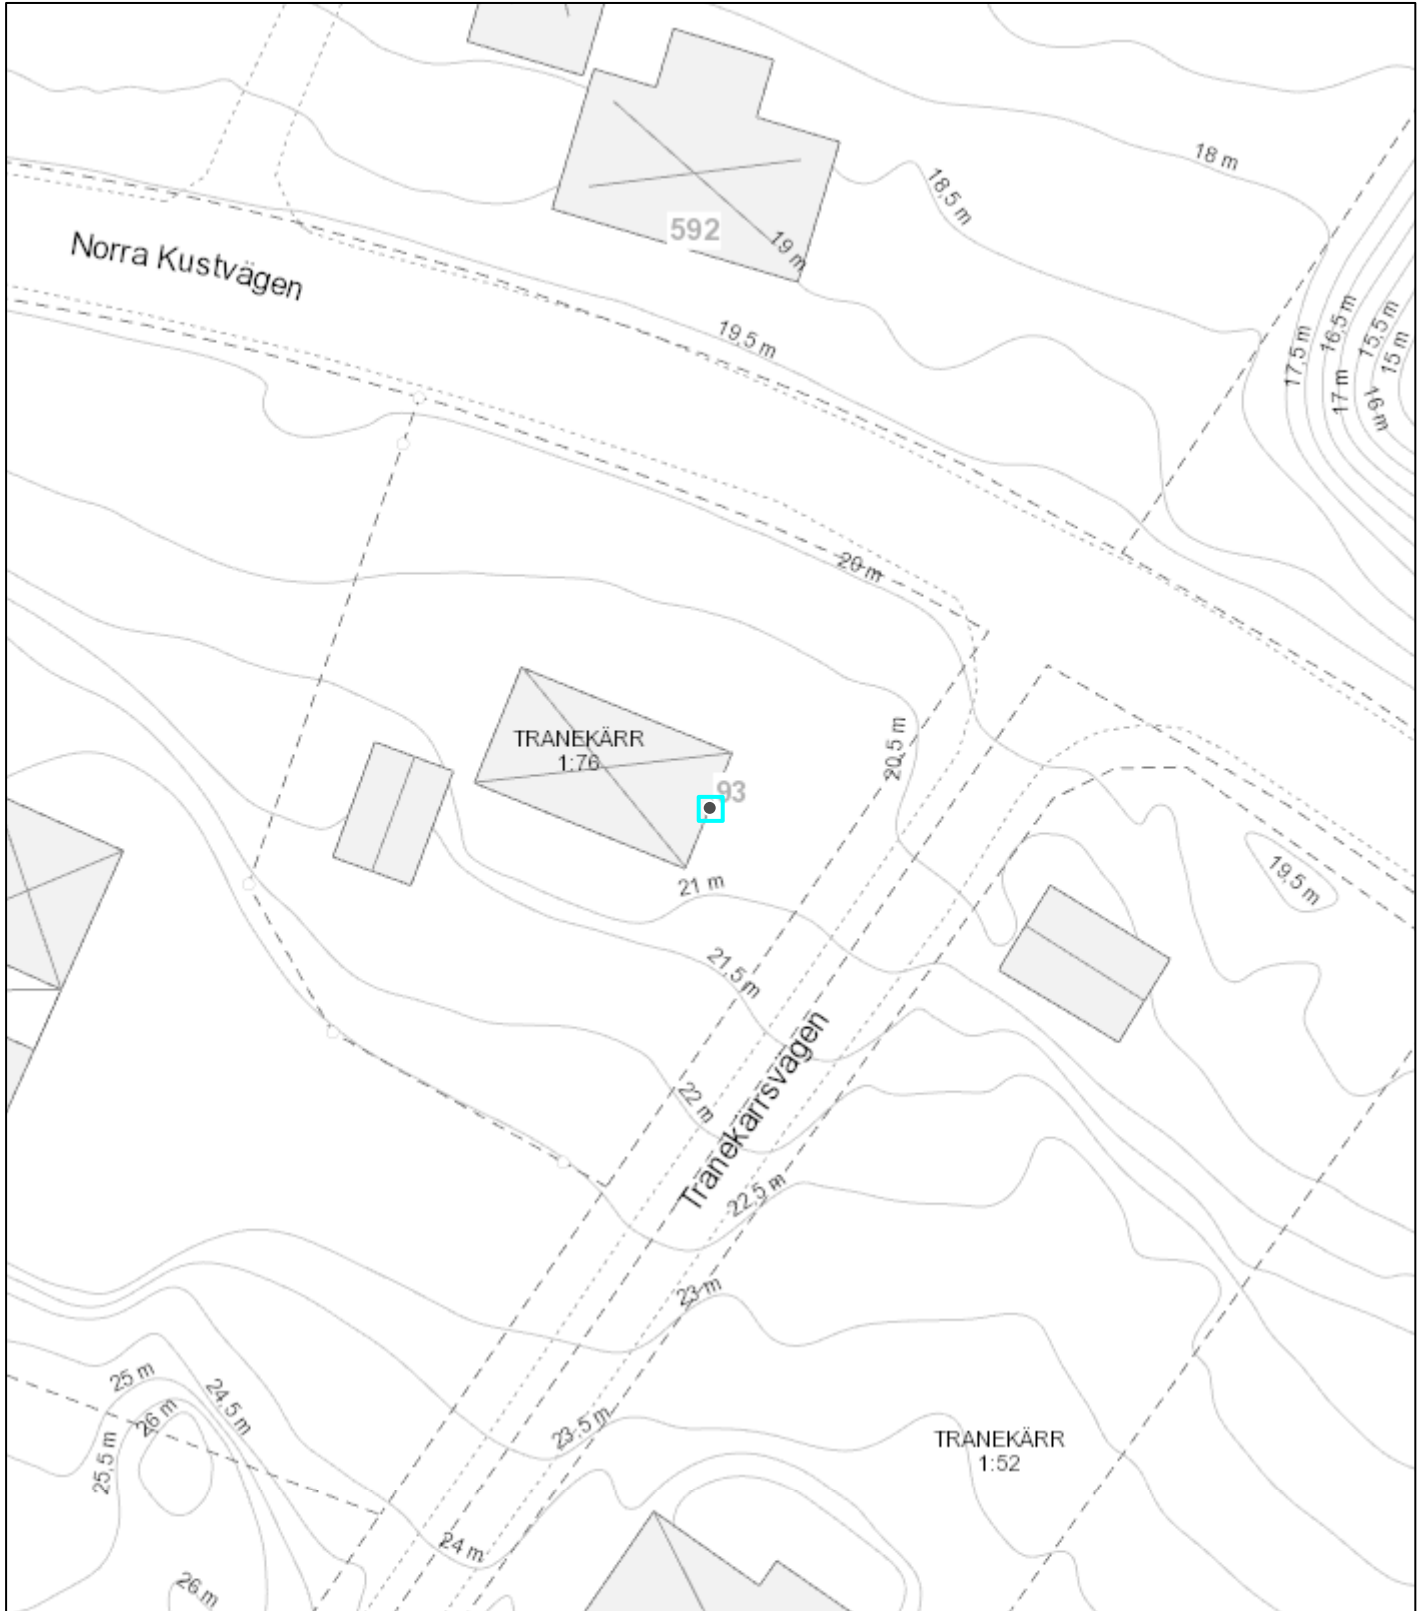 18 m
18,5 m
592
19 m
Norra Kustvägen
19,5 m
17,5 m
16,5 m
15,5 m
15 m
17 m
16 m
20 m
TRANEKÄRR
1:76
20,5 m
93
21 m
19,5 m
21,5 m
Tranekärrsvägen
22 m
22,5 m
23 m
25 m
24,5 m
26 m
25,5 m
23,5 m
TRANEKÄRR
1:52
24 m
26 m